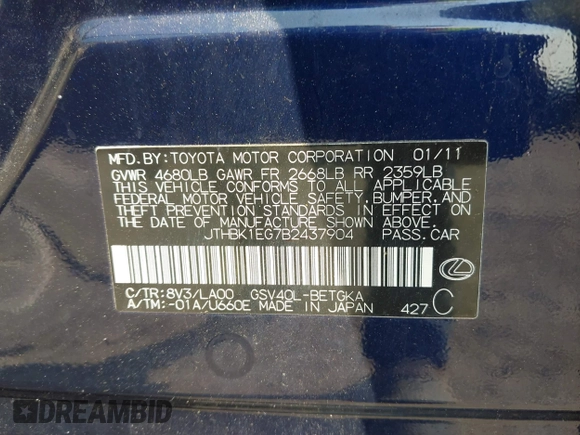 MFD. BY: TOYOTA MOTOR CORPORATION 01/11
GVWR 4680LB GAWR FR 2668LB RR 2359LB
THIS VEHICLE CONFORMS TO ALL APPLICABLE
FEDERAL MOTOR VEHICLE SAFETY, BUMPER, AND
THEFT PREVENTION STANDARDS IN EFFECT ON
THE DATE OF MANUFACTURE SHOWN ABOVE.
JTHBK1EG7B2437904 PASS. CAR
C/TR: 8V3/LA00 GSV40L-BETGKA
A/TM: -01A/U660E MADE IN JAPAN 427 C
DREAMBID